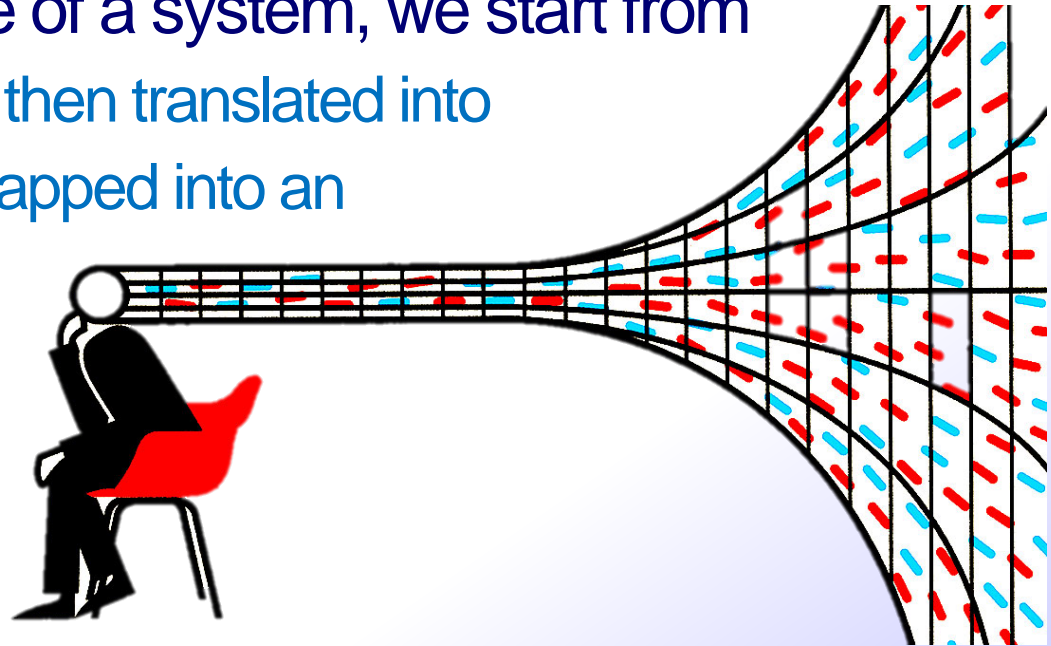 e of a system, we start from
then translated into
apped into an